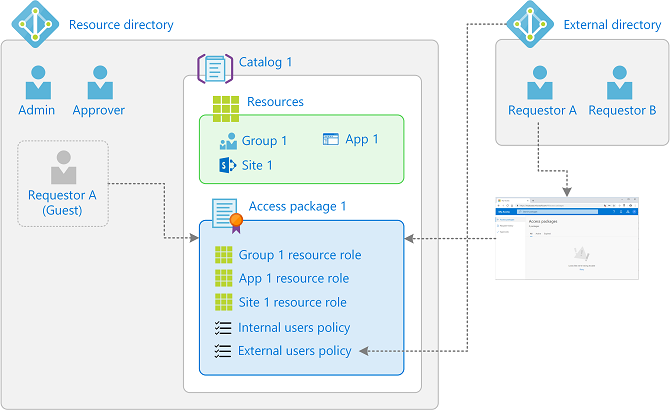 Resource directory
External directory
Catalog 1
Admin
Approver
Requestor A
Requestor B
Resources
Group 1
App 1
Site 1
Requestor A
(Guest)
Access package 1
Access packages
Group 1 resource role
App 1 resource role
Site 1 resource role
Internal users policy
External users policy